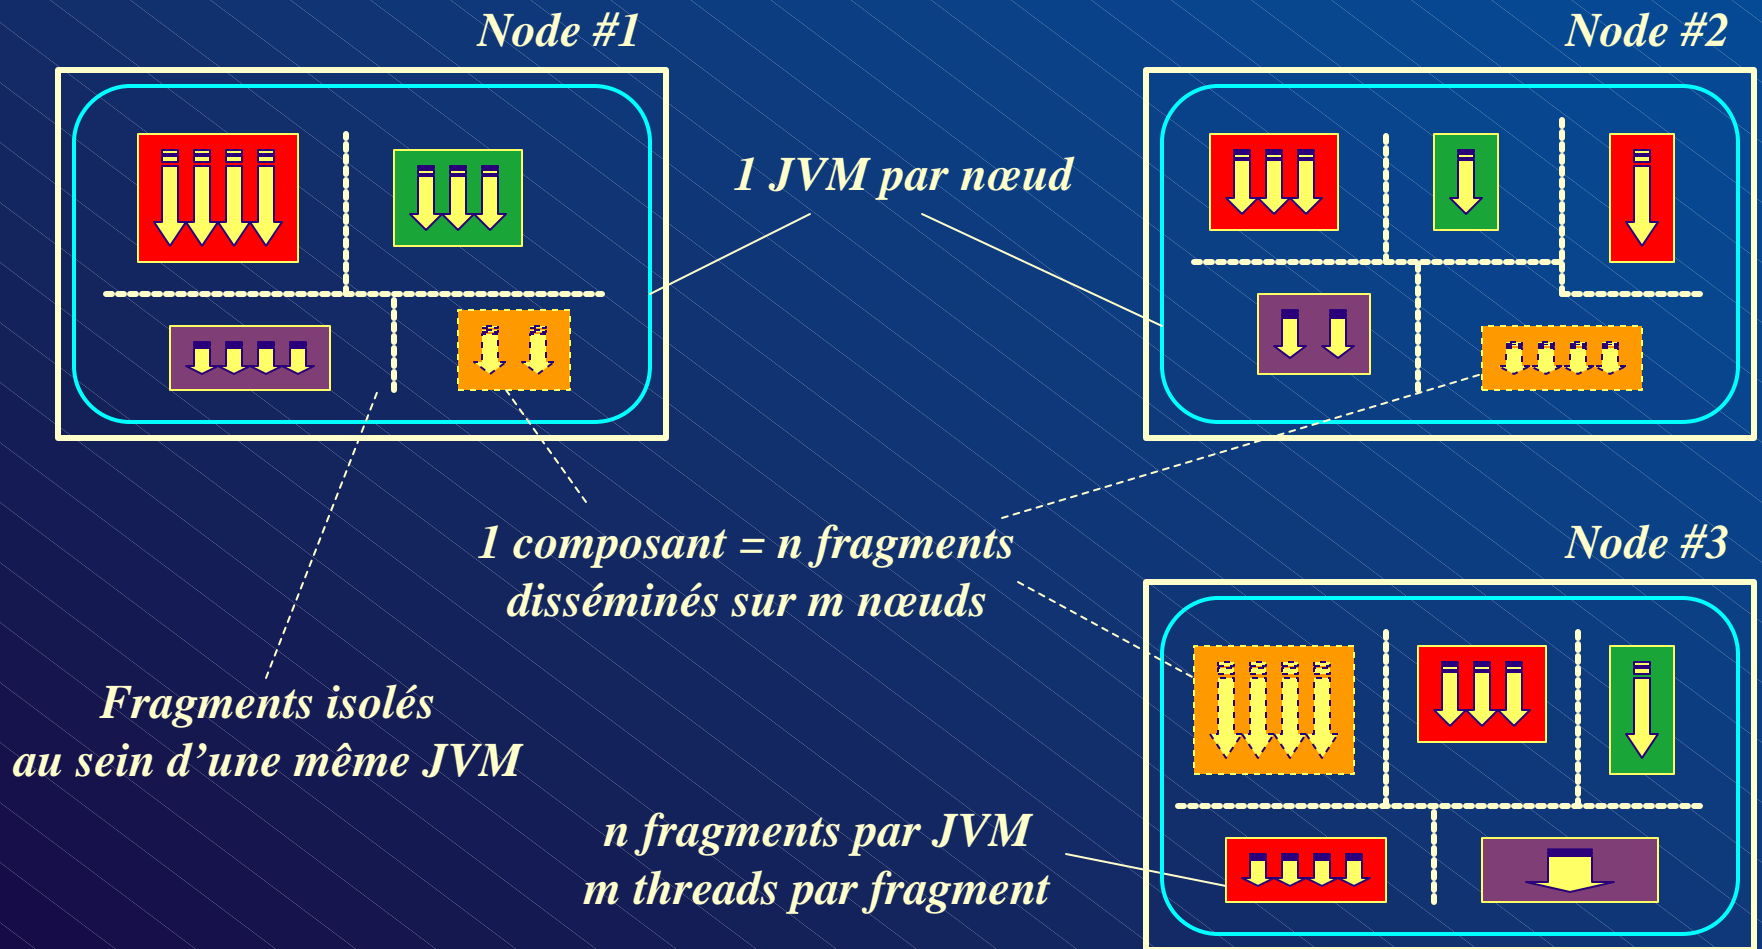 Node #1
Node #2
1 JVM par nœud
1 composant = n fragments
disséminés sur m nœuds
Node #3
Fragments isolés
au sein d’une même JVM
n fragments par JVM
m threads par fragment